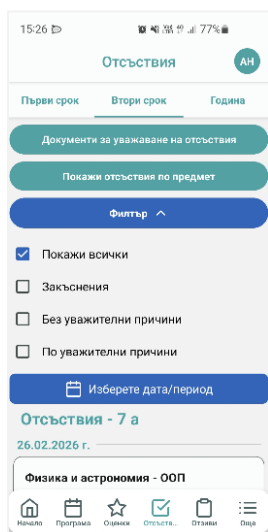 15:26 77%
Отсъствия АН
Първи срок Втори срок Година
Документи за уважаване на отсъствия
Покажи отсъствия по предмет
Филтър
Покажи всички
Закъснения
Без уважителни причини
По уважителни причини
Изберете дата/период
Отсъствия - 7 а
26.02.2026 г.
Физика и астрономия - ООП
Начало Програма Оценки Отсъств... Отзиви Още